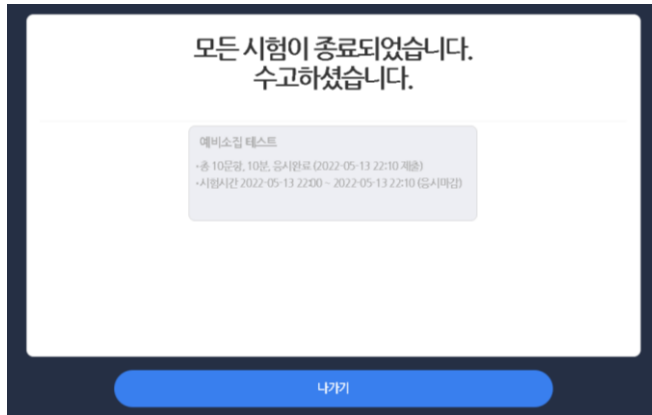 모든 시험이 종료되었습니다.
수고하셨습니다.
예비소집 테스트
•총 10문항, 10분, 응시완료 (2022-05-13 22:10 제출)
•시험시간 2022-05-13 22:00 ~ 2022-05-13 22:10 (응시마감)
나가기